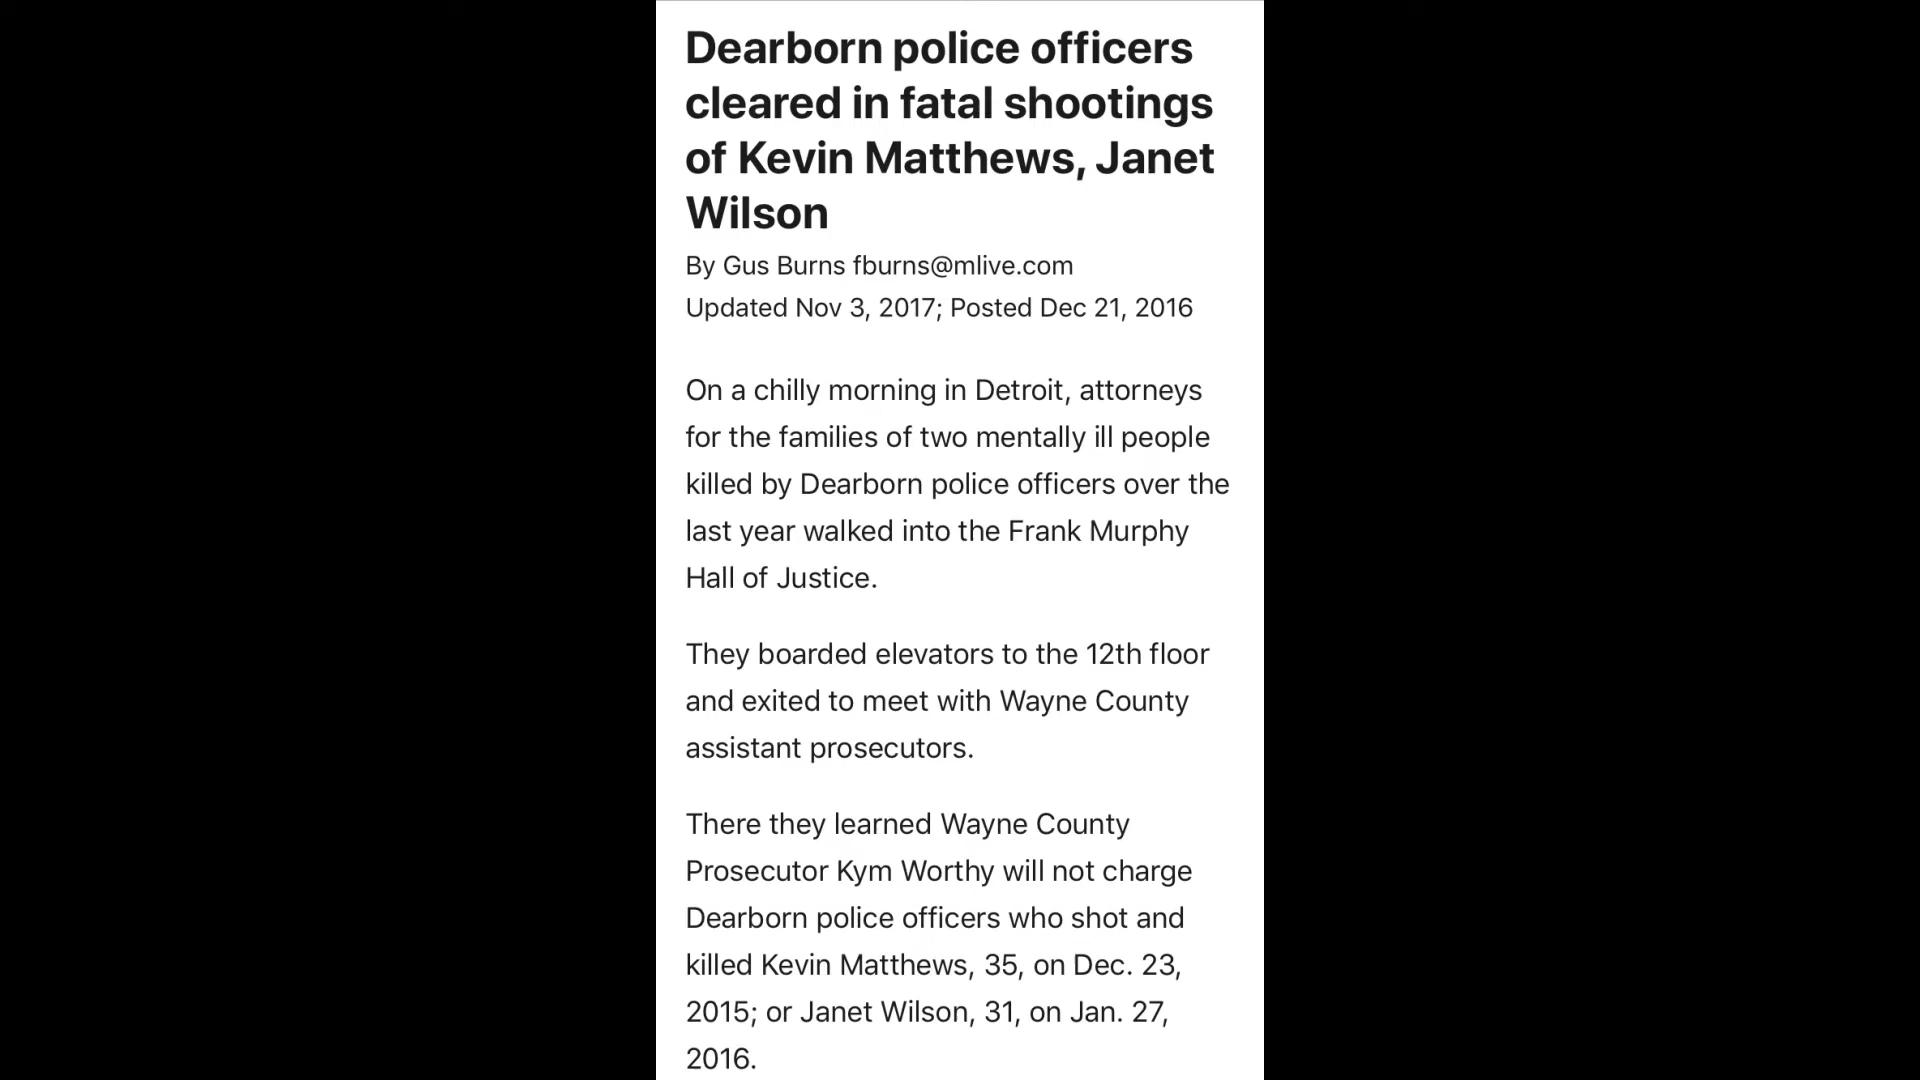 Dearborn police officers
cleared in fatal shootings
of Kevin Matthews, Janet
Wilson
By Gus Burns fburns@mlive.com
Updated Nov 3, 2017; Posted Dec 21, 2016
On a chilly morning in Detroit, attorneys
for the families of two mentally ill people
killed by Dearborn police officers over the
last year walked into the Frank Murphy
Hall of Justice.
They boarded elevators to the 12th floor
and exited to meet with Wayne County
assistant prosecutors.
There they learned Wayne County
Prosecutor Kym Worthy will not charge
Dearborn police officers who shot and
killed Kevin Matthews, 35, on Dec. 23,
2015; or Janet Wilson, 31, on Jan. 27,
2016.